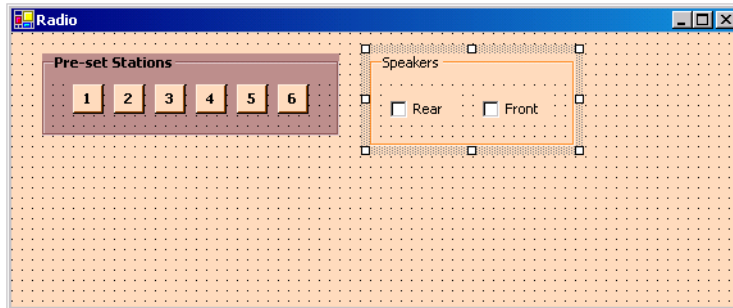 Radio
Pre-set Stations
1 2 3 4 5 6
Speakers
Rear Front